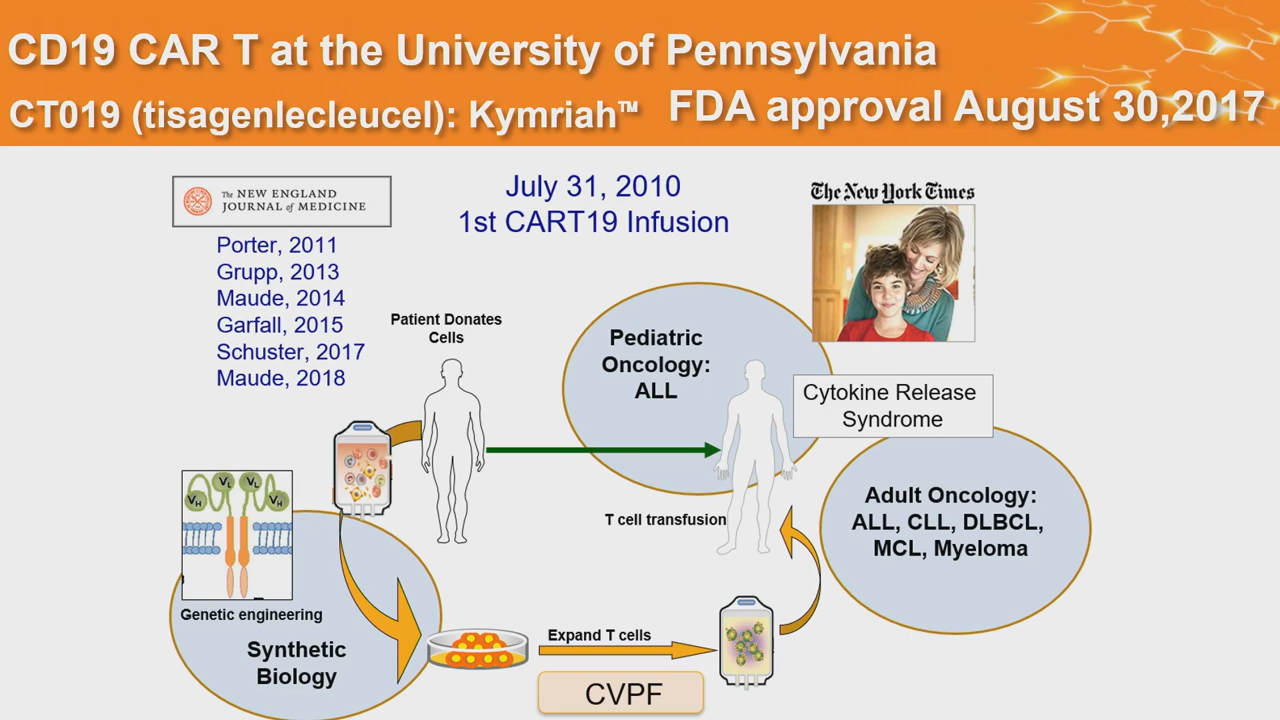 CD19 CAR T at the University of Pennsylvania
CT019 (tisagenlecleucel): Kymriah™ FDA approval August 30,2017
The NEW ENGLAND
JOURNAL of MEDICINE
Porter, 2011
Grupp, 2013
Maude, 2014
Garfall, 2015
Schuster, 2017
Maude, 2018
July 31, 2010
1st CART19 Infusion
The New York Times
Patient Donates
Cells
Pediatric
Oncology:
ALL
Cytokine Release
Syndrome
Adult Oncology:
ALL, CLL, DLBCL,
MCL, Myeloma
T cell transfusion
VH VL VL VH
Genetic engineering
Synthetic
Biology
Expand T cells
CVPF